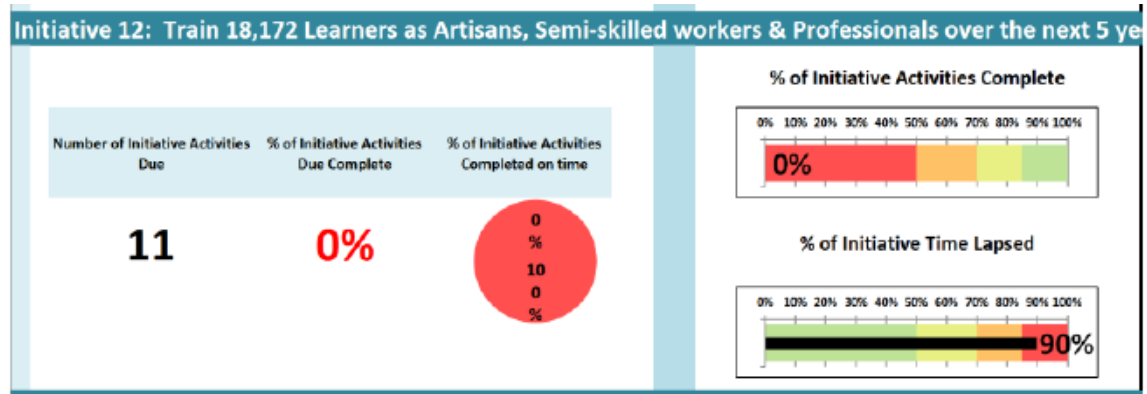 Initiative 12: Train 18,172 Learners as Artisans, Semi-skilled workers & Professionals over the next 5 ye
Number of Initiative Activities
Due
% of Initiative Activities
Due Complete
% of Initiative Activities
Completed on time
11
0%
0
%
10
0
%
% of Initiative Activities Complete
0% 10% 20% 30% 40% 50% 60% 70% 80% 90% 100%
0%
% of Initiative Time Lapsed
0% 10% 20% 30% 40% 50% 60% 70% 80% 90% 100%
90%